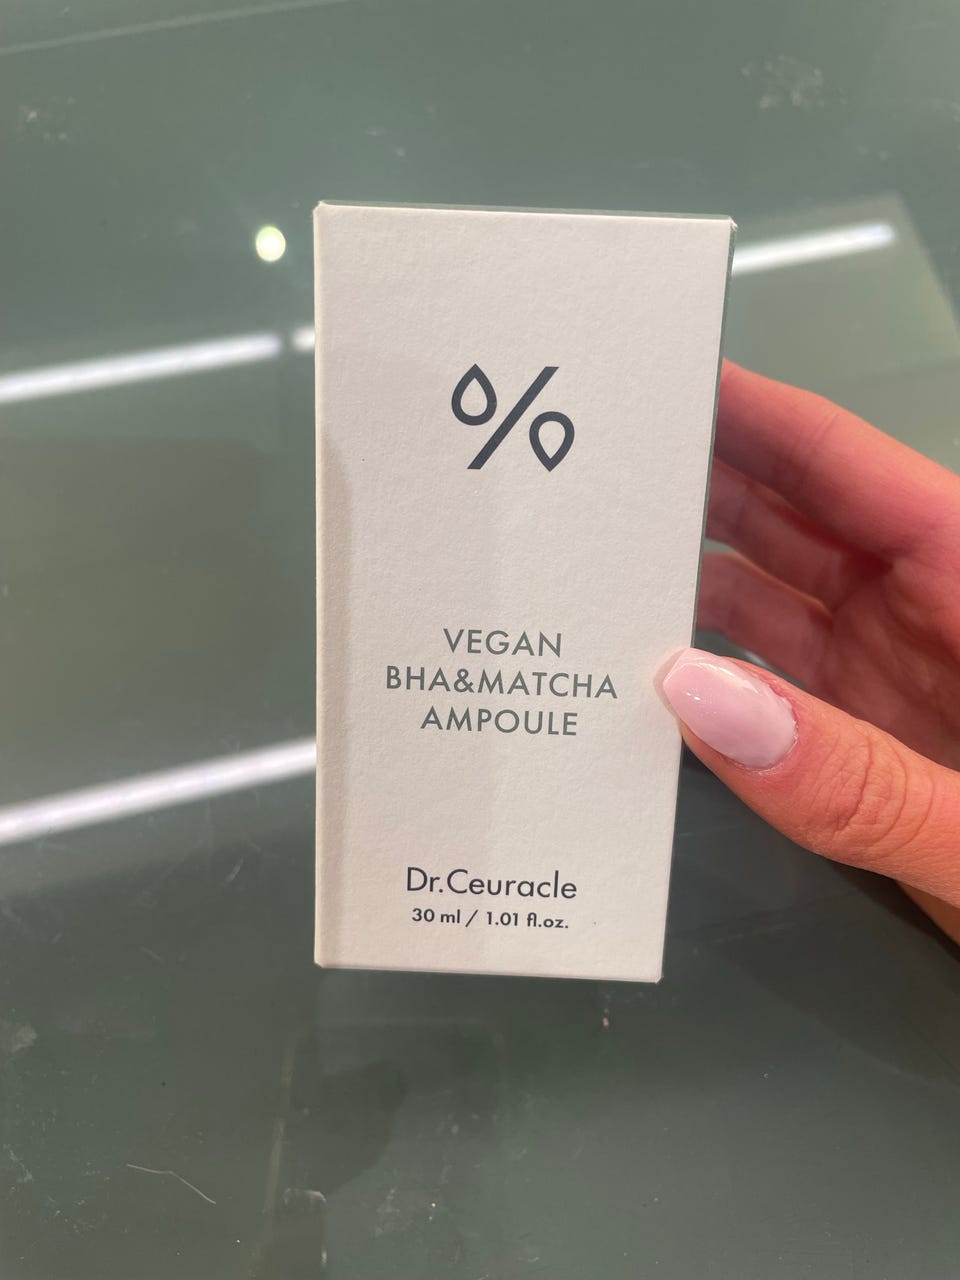 %
VEGAN
BHA&MATCHA
AMPOULE
Dr.Ceuracle
30 ml / 1.01 fl.oz.